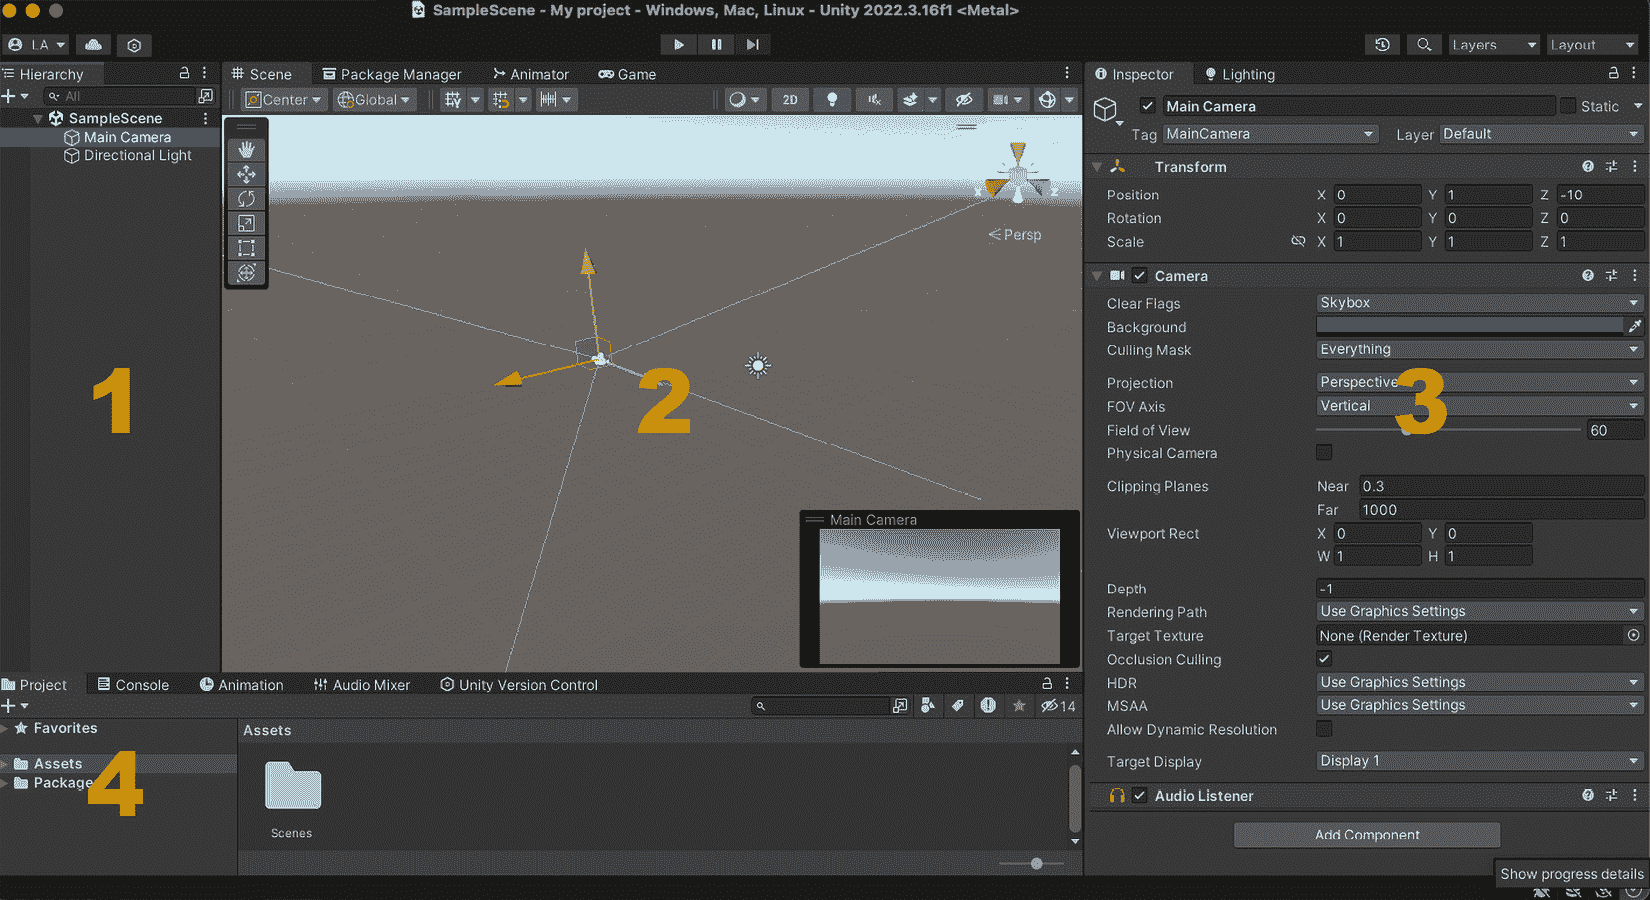 SampleScene - My project - Windows, Mac, Linux - Unity 2022.3.16f1 <Metal>
LA
Layers
Layout
Hierarchy
All
SampleScene
Main Camera
Directional Light
1
Scene
Package Manager
Animator
Game
Center
Global
2D
X
Z
Persp
2
Main Camera
Inspector
Lighting
Main Camera
Static
Tag MainCamera
Layer Default
Transform
Position X 0 Y 1 Z -10
Rotation X 0 Y 0 Z 0
Scale X 1 Y 1 Z 1
Camera
Clear Flags Skybox
Background
Culling Mask Everything
Projection Perspective
FOV Axis Vertical
3
Field of View 60
Physical Camera
Clipping Planes Near 0.3
Far 1000
Viewport Rect X 0 Y 0
W 1 H 1
Depth -1
Rendering Path Use Graphics Settings
Target Texture None (Render Texture)
Occlusion Culling
HDR Use Graphics Settings
MSAA Use Graphics Settings
Allow Dynamic Resolution
Target Display Display 1
Audio Listener
Add Component
Show progress details
Project
Console
Animation
Audio Mixer
Unity Version Control
14
Favorites
Assets
Package
4
Assets
Scenes